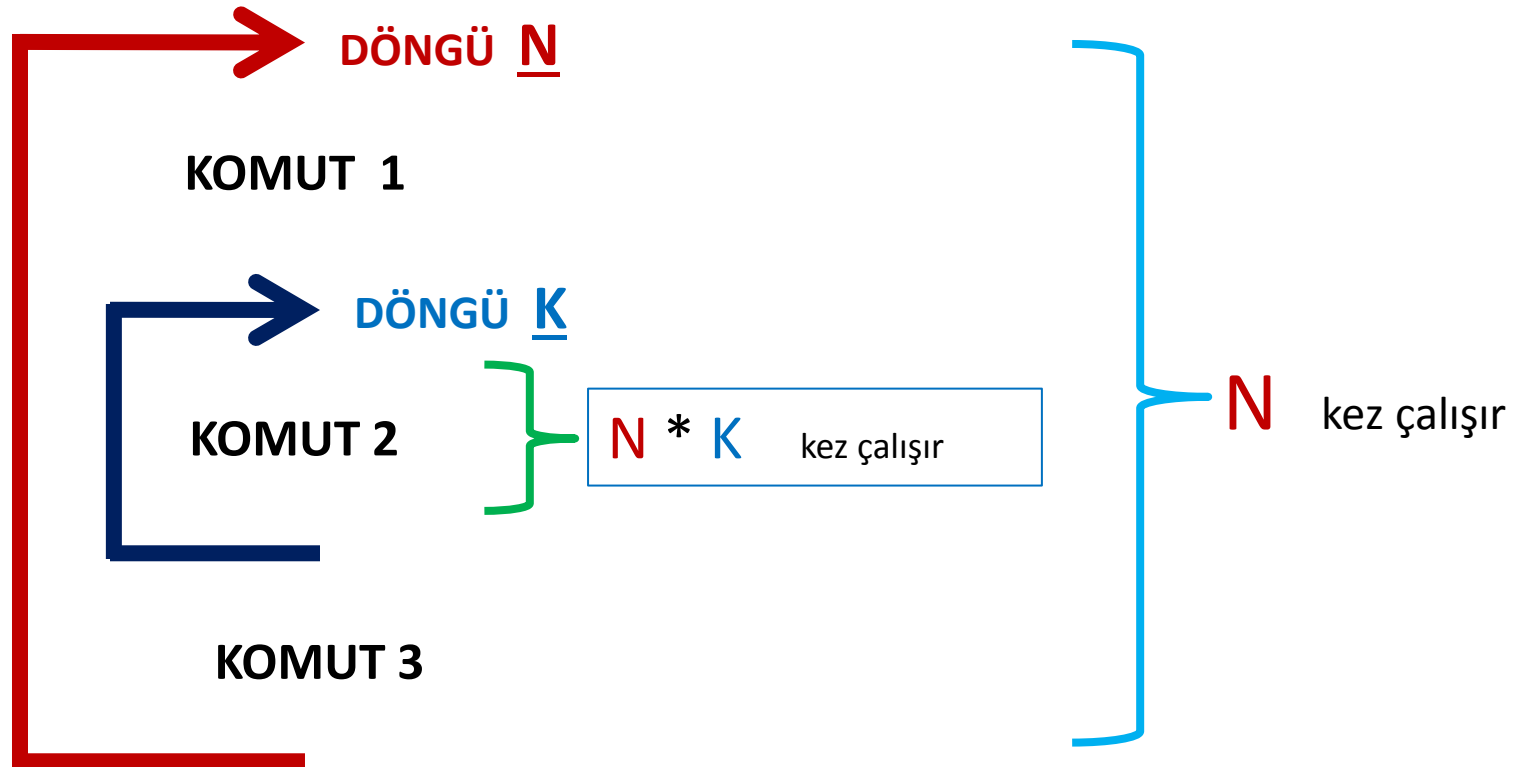 DÖNGÜ N
KOMUT 1
DÖNGÜ K
KOMUT 2
N * K kez çalışır
N kez çalışır
KOMUT 3